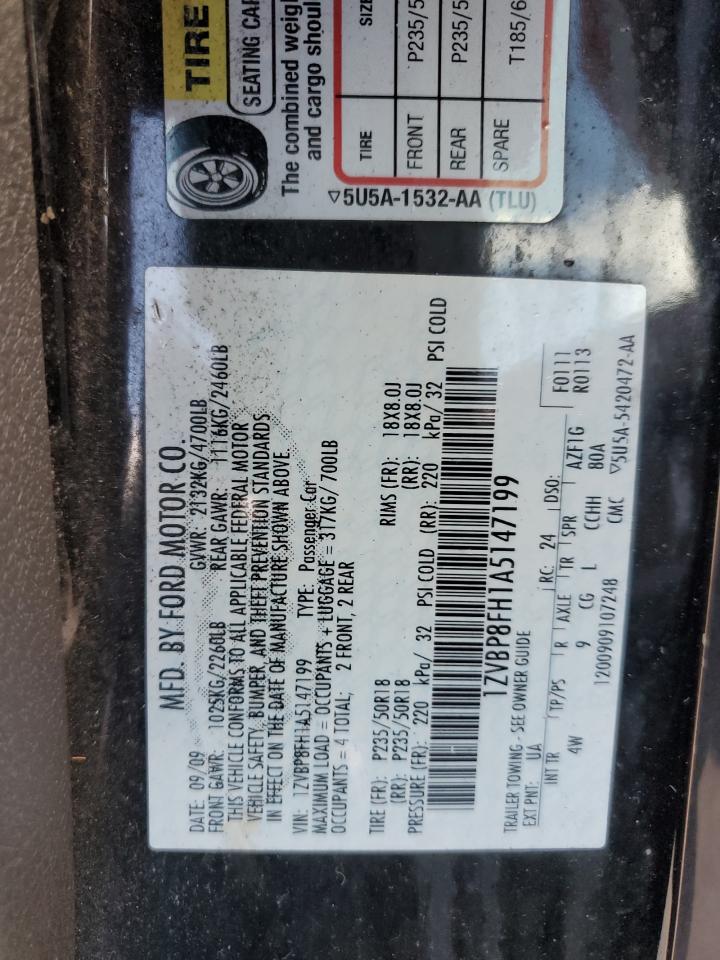 MFD. BY FORD MOTOR CO.
DATE: 09/09 GVWR: 2132KG/4700LB
FRONT GAWR: 1025KG/2260LB REAR GAWR: 1116KG/2460LB
THIS VEHICLE CONFORMS TO ALL APPLICABLE FEDERAL MOTOR
VEHICLE SAFETY, BUMPER, AND THEFT PREVENTION STANDARDS
IN EFFECT ON THE DATE OF MANUFACTURE SHOWN ABOVE.
VIN: 1ZVBP8FH1A5147199 TYPE: Passenger Car
MAXIMUM LOAD = OCCUPANTS + LUGGAGE = 317KG/700LB
OCCUPANTS = 4 TOTAL; 2 FRONT, 2 REAR
TIRE (FR): P235/50R18 RIMS (FR): 18X8.0J
(RR): P235/50R18 (RR): 18X8.0J
PRESSURE (FR): 220 kPa/ 32 PSI COLD (RR): 220 kPa/ 32 PSI COLD
1ZVBP8FH1A5147199
TRAILER TOWING - SEE OWNER GUIDE
EXT PNT: UA RC: 24 DSO:
INT TR TP/PS R AXLE TR SPR AZF1G F0111
4W 9 CG L CCHH 80A R0113
1200909107248 CMC ▽5U5A-5420472-AA
TIRE
SEATING CAP
The combined weigh
and cargo shoul
TIRE SIZE
FRONT P235/5
REAR P235/5
SPARE T185/6
▽5U5A-1532-AA (TLU)